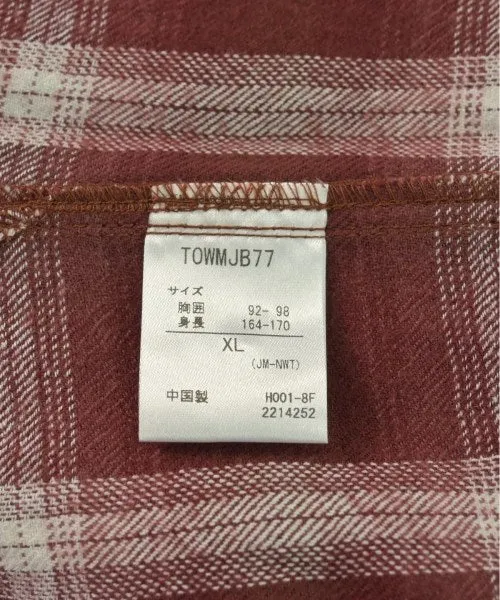 TOWMJB77
サイズ
胸囲 92- 98
身長 164-170
XL
(JM-NWT)
中国製 H001-8F
2214252